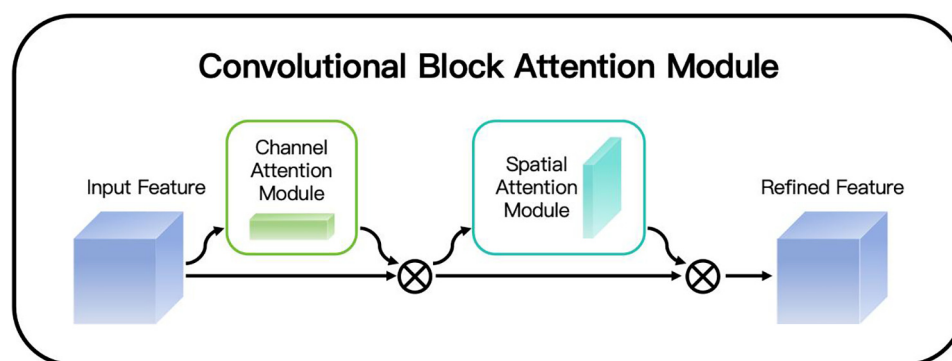 Convolutional Block Attention Module
Input Feature
Channel
Attention
Module
Spatial
Attention
Module
Refined Feature